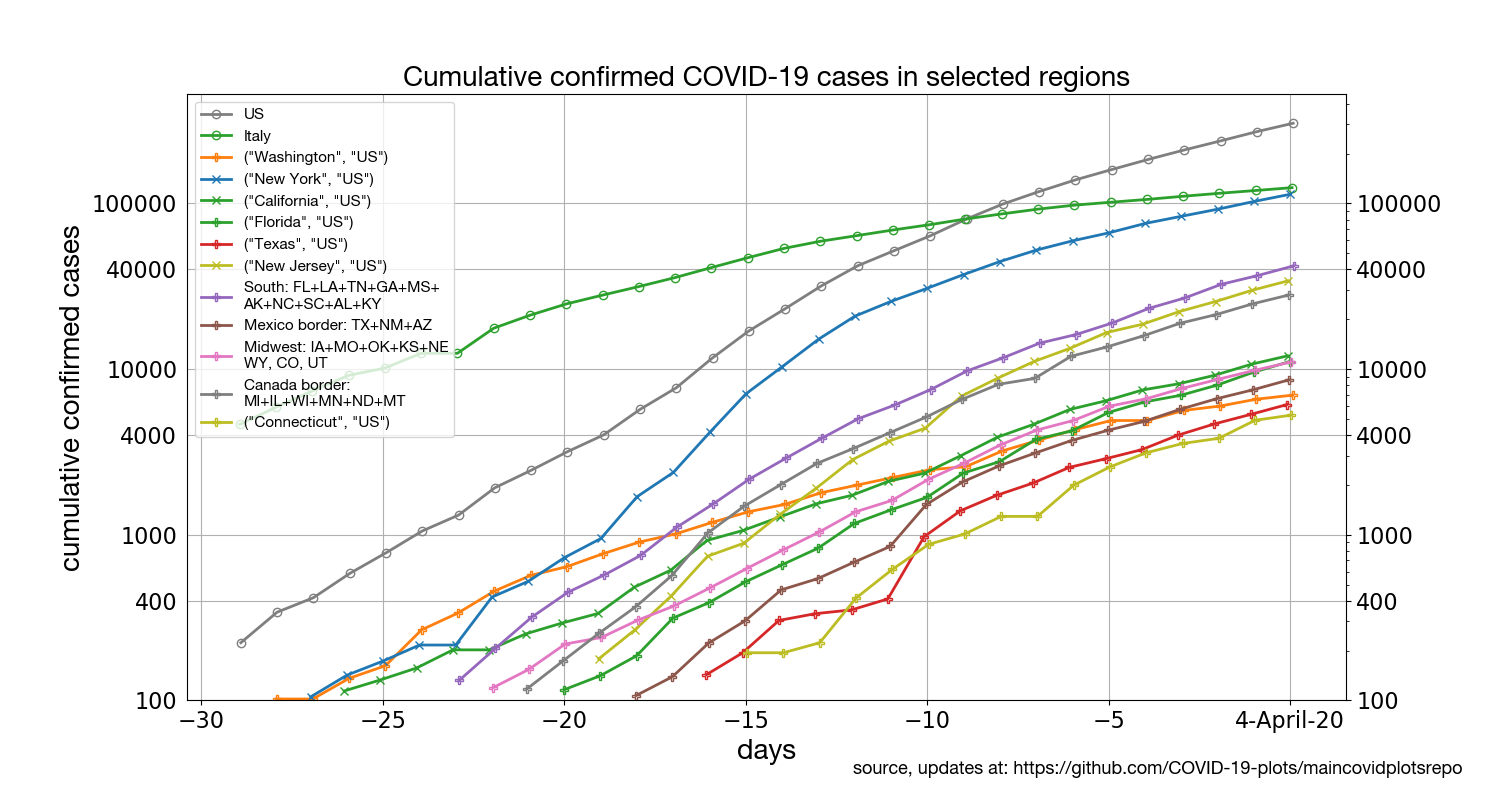 Cumulative confirmed COVID-19 cases in selected regions
US
Italy
("Washington", "US")
("New York", "US")
("California", "US")
("Florida", "US")
("Texas", "US")
("New Jersey", "US")
South: FL+LA+TN+GA+MS+
AK+NC+SC+AL+KY
Mexico border: TX+NM+AZ
Midwest: IA+MO+OK+KS+NE
WY, CO, UT
Canada border:
MI+IL+WI+MN+ND+MT
("Connecticut", "US")
cumulative confirmed cases
100000
40000
10000
4000
1000
400
100
100000
40000
10000
4000
1000
400
100
−30
−25
−20
−15
−10
−5
4-April-20
days
source, updates at: https://github.com/COVID-19-plots/maincovidplotsrepo